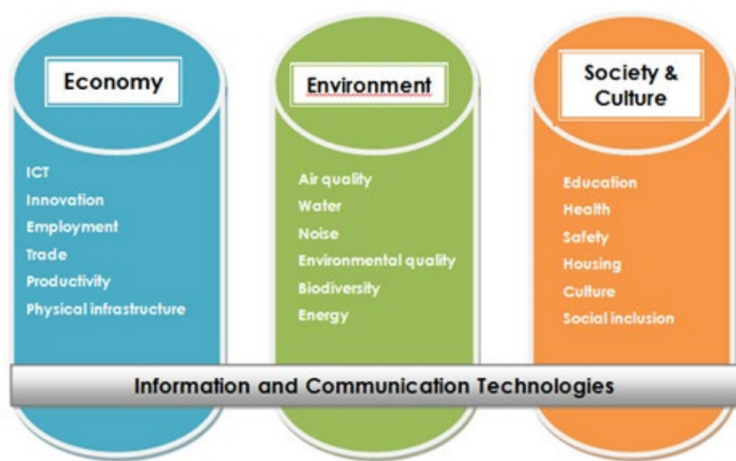 Economy
ICT
Innovation
Employment
Trade
Productivity
Physical infrastructure
Environment
Air quality
Water
Noise
Environmental quality
Biodiversity
Energy
Society &
Culture
Education
Health
Safety
Housing
Culture
Social inclusion
Information and Communication Technologies